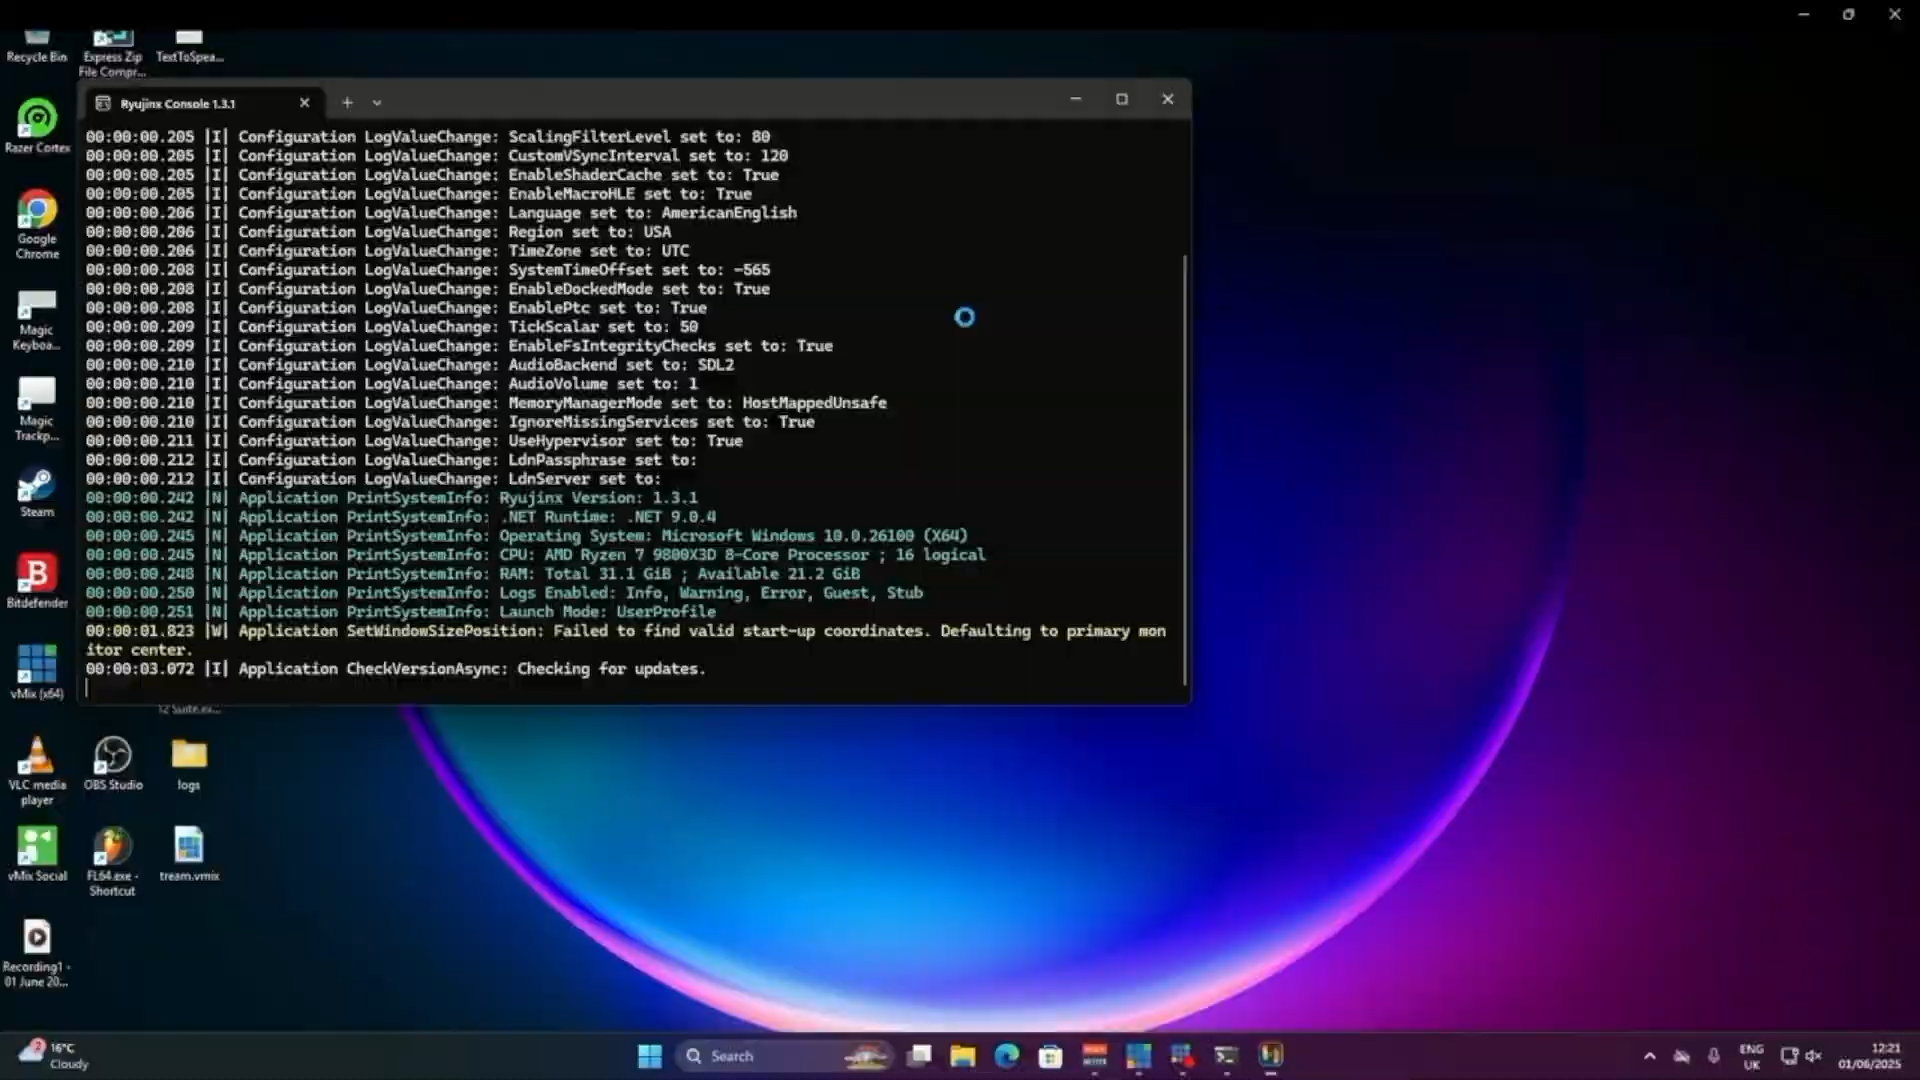 Recycle Bin
Express Zip
File Compr...
TextToSpea...
Ryujinx Console 1.3.1
00:00:00.205 |I| Configuration LogValueChange: ScalingFilterLevel set to: 80
00:00:00.205 |I| Configuration LogValueChange: CustomVSyncInterval set to: 120
00:00:00.205 |I| Configuration LogValueChange: EnableShaderCache set to: True
00:00:00.205 |I| Configuration LogValueChange: EnableMacroHLE set to: True
00:00:00.206 |I| Configuration LogValueChange: Language set to: AmericanEnglish
00:00:00.206 |I| Configuration LogValueChange: Region set to: USA
00:00:00.206 |I| Configuration LogValueChange: TimeZone set to: UTC
00:00:00.208 |I| Configuration LogValueChange: SystemTimeOffset set to: -565
00:00:00.208 |I| Configuration LogValueChange: EnableDockedMode set to: True
00:00:00.208 |I| Configuration LogValueChange: EnablePtc set to: True
00:00:00.209 |I| Configuration LogValueChange: TickScalar set to: 50
00:00:00.209 |I| Configuration LogValueChange: EnableFsIntegrityChecks set to: True
00:00:00.210 |I| Configuration LogValueChange: AudioBackend set to: SDL2
00:00:00.210 |I| Configuration LogValueChange: AudioVolume set to: 1
00:00:00.210 |I| Configuration LogValueChange: MemoryManagerMode set to: HostMappedUnsafe
00:00:00.210 |I| Configuration LogValueChange: IgnoreMissingServices set to: True
00:00:00.211 |I| Configuration LogValueChange: UseHypervisor set to: True
00:00:00.212 |I| Configuration LogValueChange: LdnPassphrase set to:
00:00:00.212 |I| Configuration LogValueChange: LdnServer set to:
00:00:00.242 |N| Application PrintSystemInfo: Ryujinx Version: 1.3.1
00:00:00.242 |N| Application PrintSystemInfo: .NET Runtime: .NET 9.0.4
00:00:00.245 |N| Application PrintSystemInfo: Operating System: Microsoft Windows 10.0.26100 (X64)
00:00:00.245 |N| Application PrintSystemInfo: CPU: AMD Ryzen 7 9800X3D 8-Core Processor ; 16 logical
00:00:00.248 |N| Application PrintSystemInfo: RAM: Total 31.1 GiB ; Available 21.2 GiB
00:00:00.250 |N| Application PrintSystemInfo: Logs Enabled: Info, Warning, Error, Guest, Stub
00:00:00.251 |N| Application PrintSystemInfo: Launch Mode: UserProfile
00:00:01.823 |W| Application SetWindowSizePosition: Failed to find valid start-up coordinates. Defaulting to primary mon
itor center.
00:00:03.072 |I| Application CheckVersionAsync: Checking for updates.
Razer Cortex
Google
Chrome
Magic
Keyboa...
Magic
Trackp...
Steam
Bitdefender
vMix (x64)
12 Suite.ex...
VLC media
player
OBS Studio
logs
vMix Social
FL64.exe -
Shortcut
tream.vmix
Recording1 -
01 June 20...
2
16°C
Cloudy
Search
ENG
UK
12:21
01/06/2025